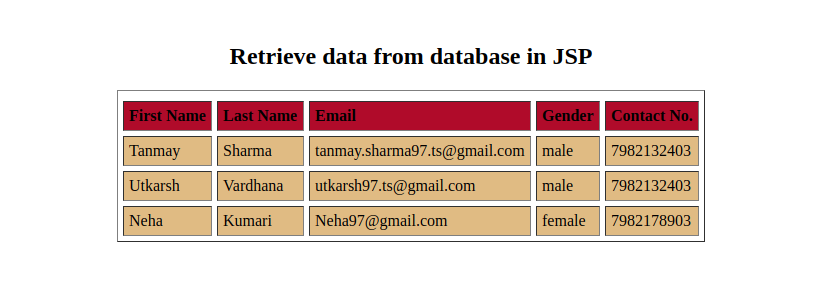 Retrieve data from database in JSP
First Name Last Name Email Gender Contact No.
Tanmay Sharma tanmay.sharma97.ts@gmail.com male 7982132403
Utkarsh Vardhana utkarsh97.ts@gmail.com male 7982132403
Neha Kumari Neha97@gmail.com female 7982178903